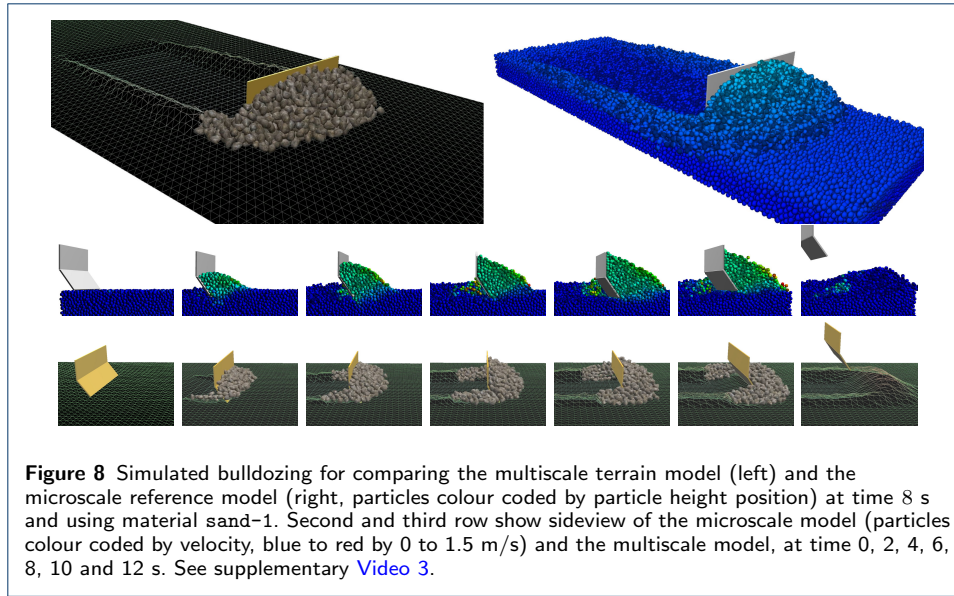 Figure 8 Simulated bulldozing for comparing the multiscale terrain model (left) and the
microscale reference model (right, particles colour coded by particle height position) at time 8 s
and using material sand-1. Second and third row show sideview of the microscale model (particles
colour coded by velocity, blue to red by 0 to 1.5 m/s) and the multiscale model, at time 0, 2, 4, 6,
8, 10 and 12 s. See supplementary Video 3.